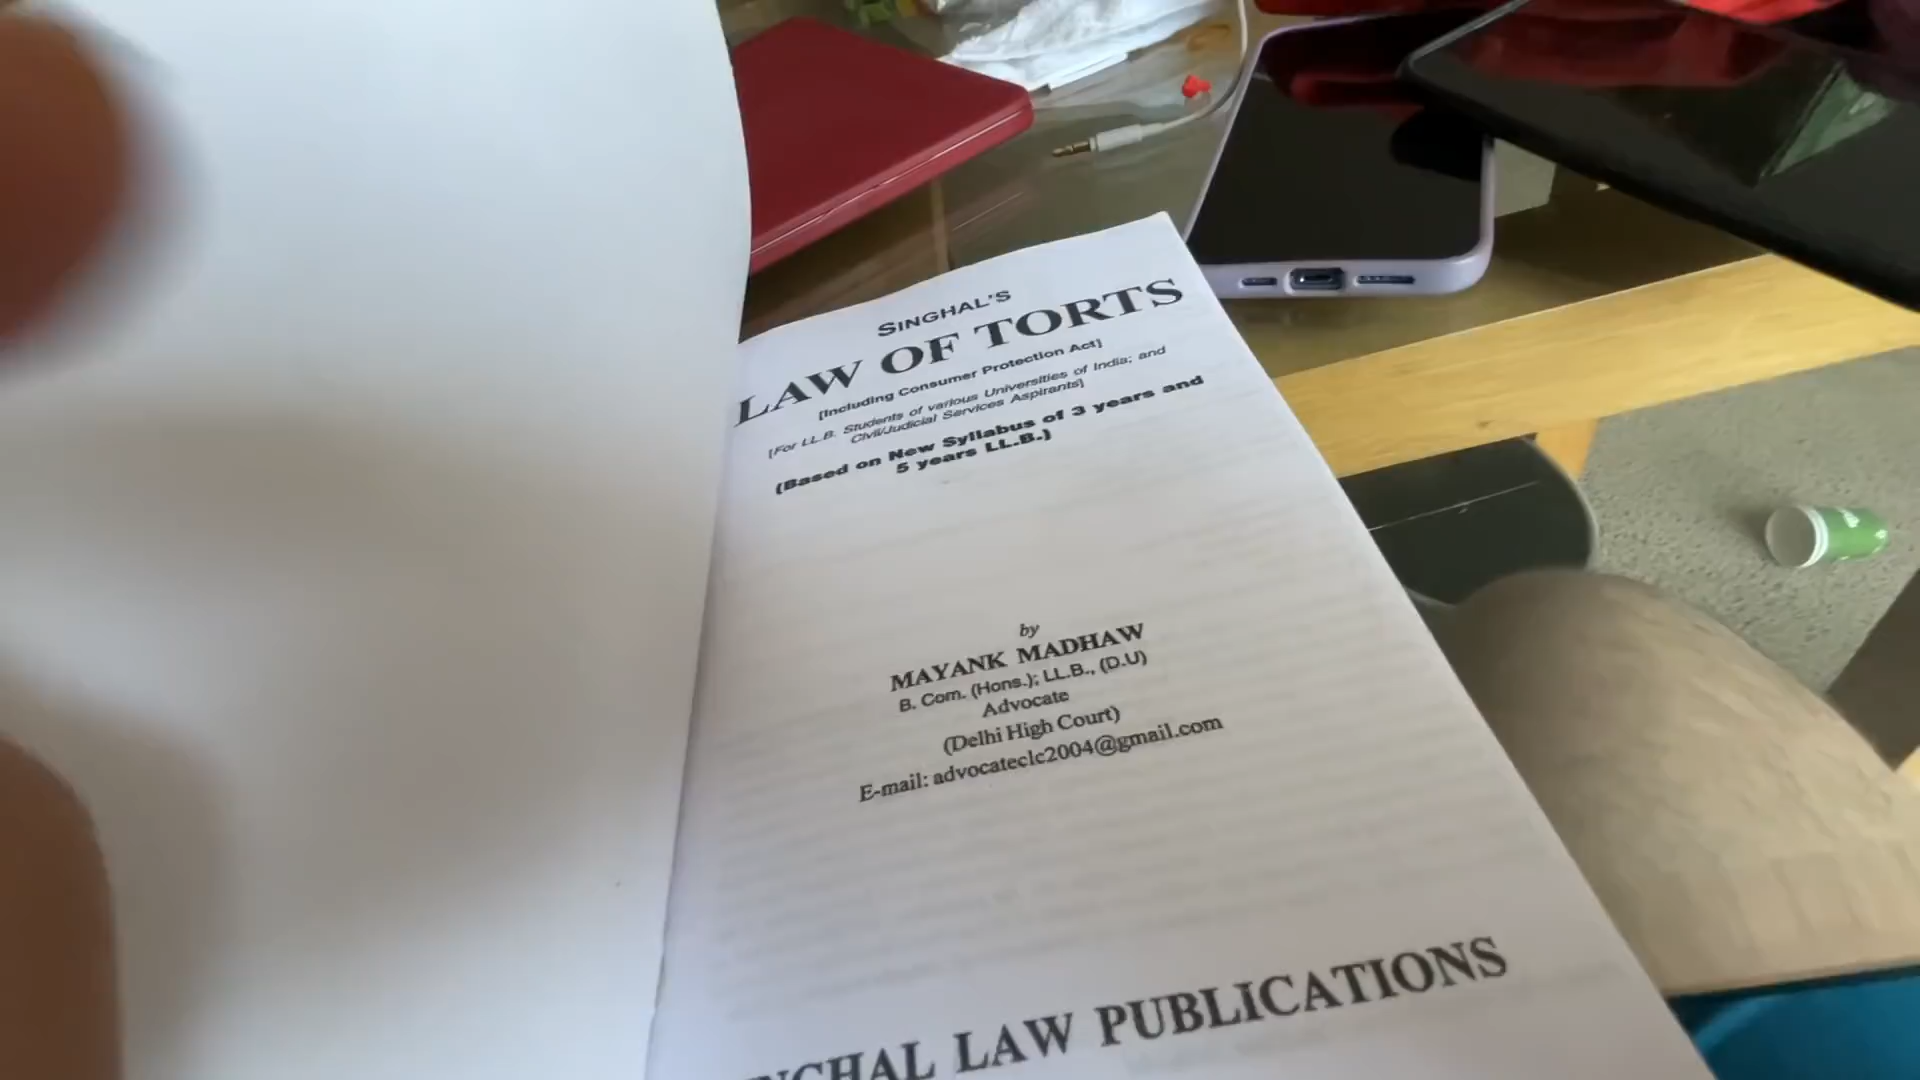 SINGHAL'S
LAW OF TORTS
[Including Consumer Protection Act]
[For LL.B. Students of various Universities of India; and
Civil/Judicial Services Aspirants]
(Based on New Syllabus of 3 years and
5 years LL.B.)
by
MAYANK MADHAW
B. Com. (Hons.); LL.B., (D.U)
Advocate
(Delhi High Court)
E-mail: advocateclc2004@gmail.com
LAW PUBLICATIONS